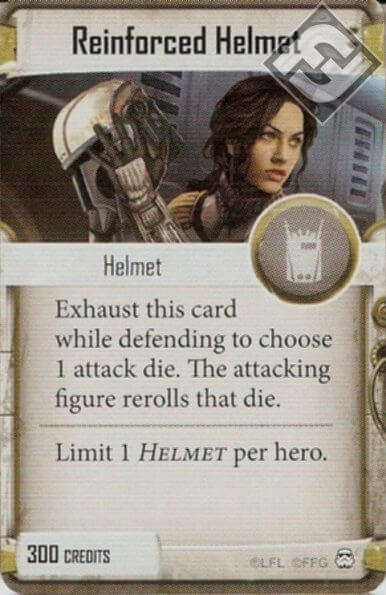 Reinforced Helmet
Helmet
Exhaust this card
while defending to choose
1 attack die. The attacking
figure rerolls that die.
Limit 1 HELMET per hero.
300 CREDITS
©LFL ©FFG